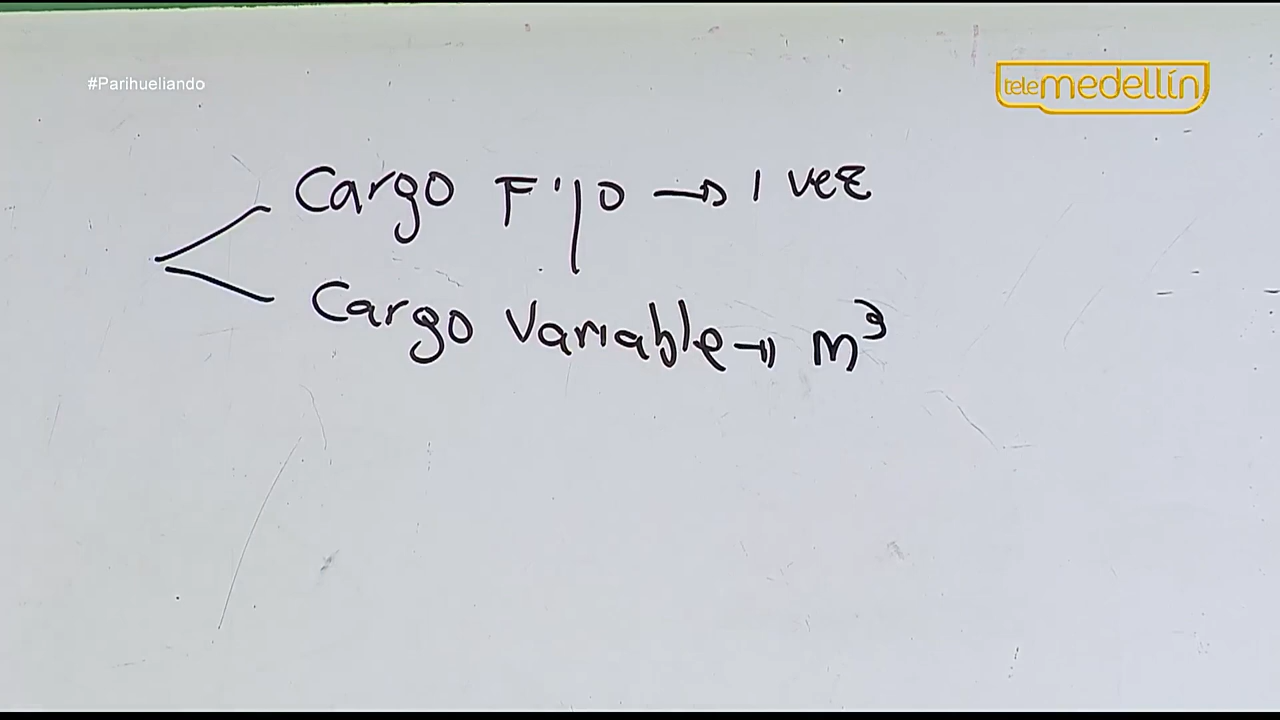 #Parihueliando
telemedellín
Cargo Fijo → 1 vez
Cargo Variable → m³